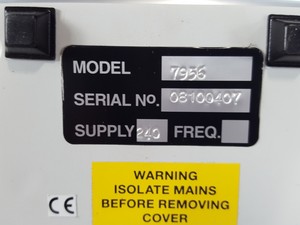 MODEL 7956
SERIAL No. 08100407
SUPPLY 240 FREQ.
WARNING
ISOLATE MAINS
BEFORE REMOVING
COVER
CE